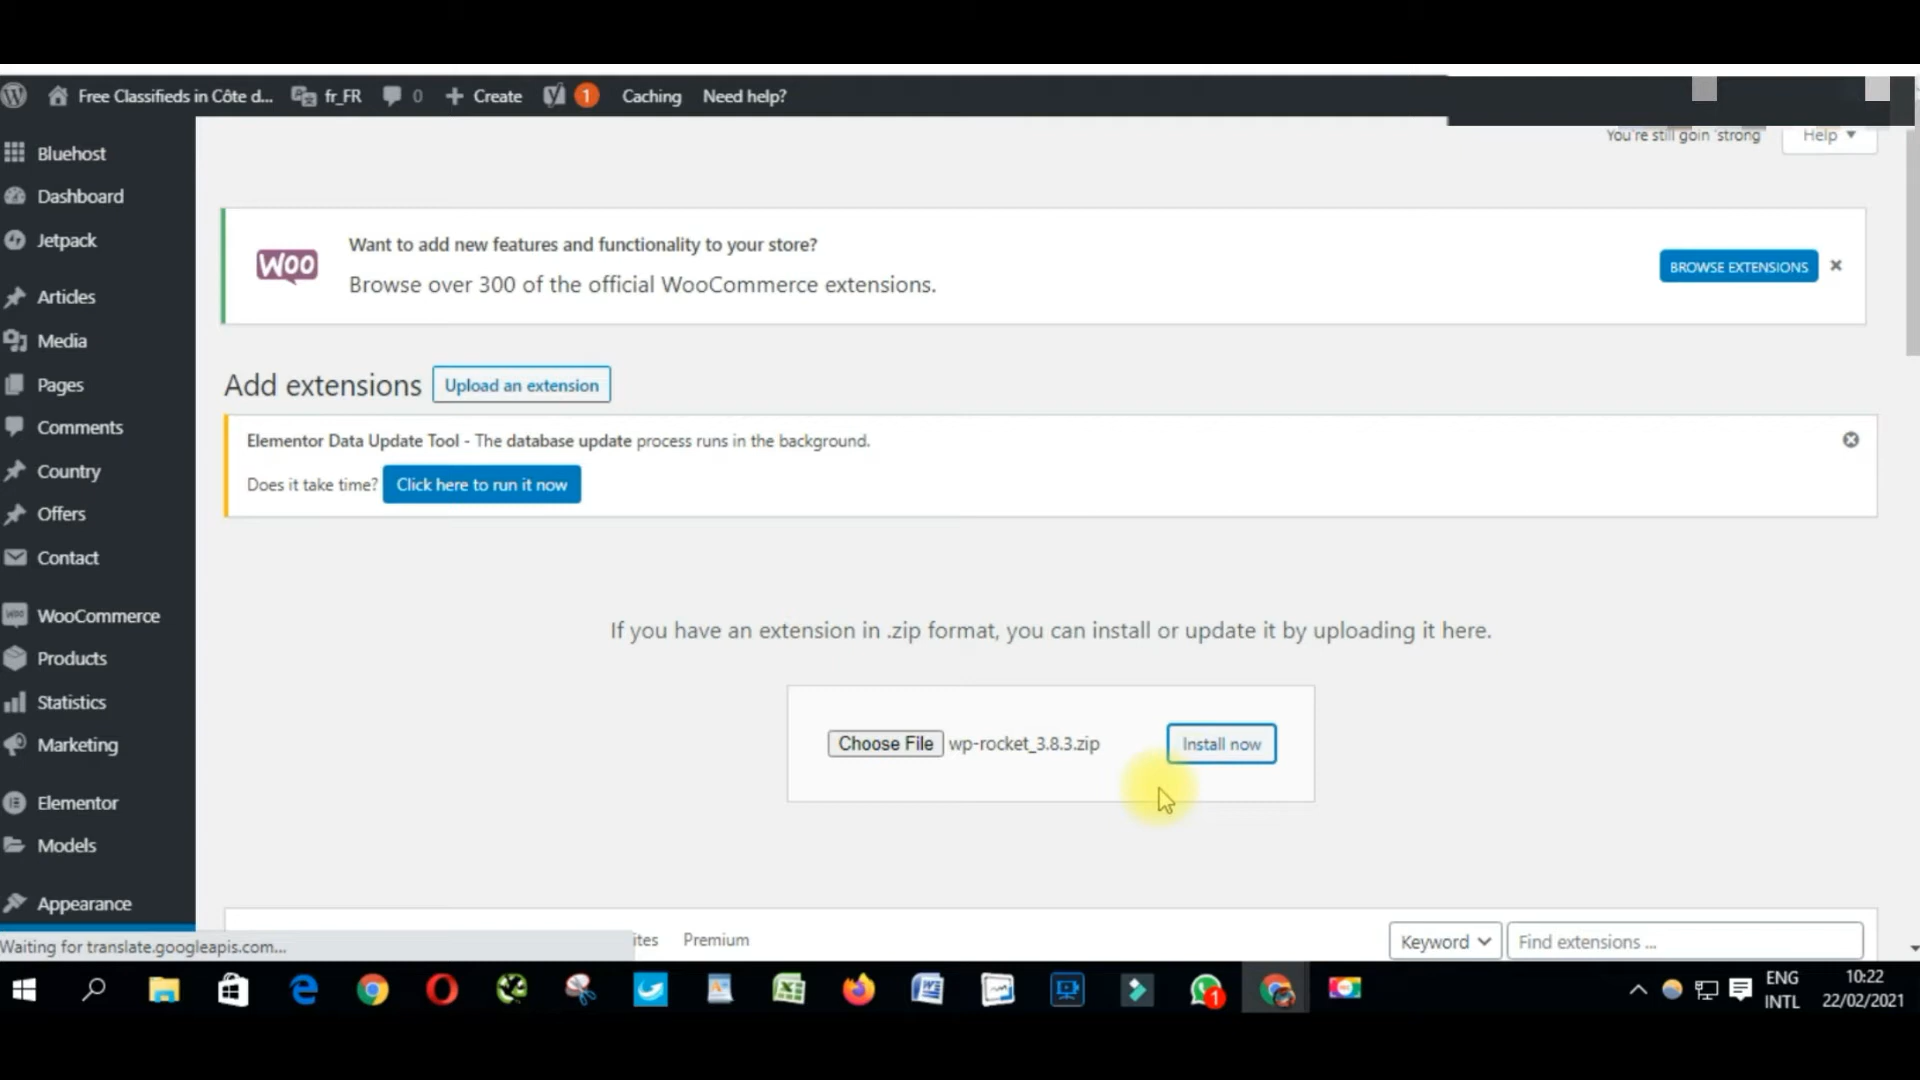 Free Classifieds in Côte d... fr_FR 0 + Create 1 Caching Need help?
You're still goin 'strong Help
Bluehost
Dashboard
Jetpack
Articles
Media
Pages
Comments
Country
Offers
Contact
WooCommerce
Products
Statistics
Marketing
Elementor
Models
Appearance
WOO
Want to add new features and functionality to your store?
Browse over 300 of the official WooCommerce extensions.
BROWSE EXTENSIONS
Add extensions Upload an extension
Elementor Data Update Tool - The database update process runs in the background.
Does it take time? Click here to run it now
If you have an extension in .zip format, you can install or update it by uploading it here.
Choose File wp-rocket_3.8.3.zip Install now
ites Premium Keyword Find extensions ...
Waiting for translate.googleapis.com...
1
ENG
INTL
10:22
22/02/2021